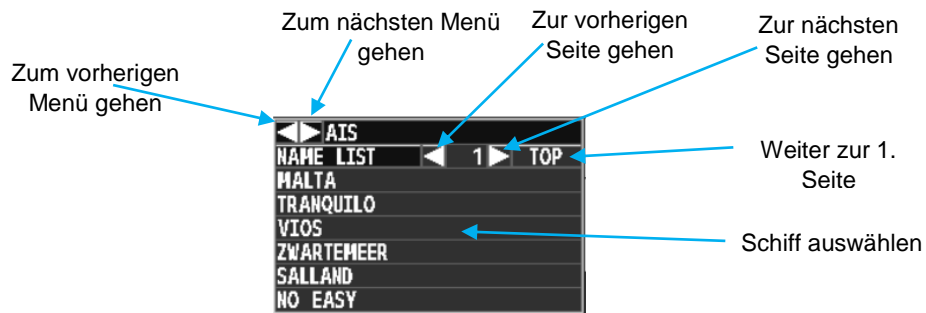 Zum vorherigen
Menü gehen
Zum nächsten Menü
gehen
Zur vorherigen
Seite gehen
Zur nächsten
Seite gehen
AIS
NAME LIST 1 TOP
MALTA
TRANQUILO
VIOS
ZWARTEMEER
SALLAND
NO EASY
Weiter zur 1.
Seite
Schiff auswählen